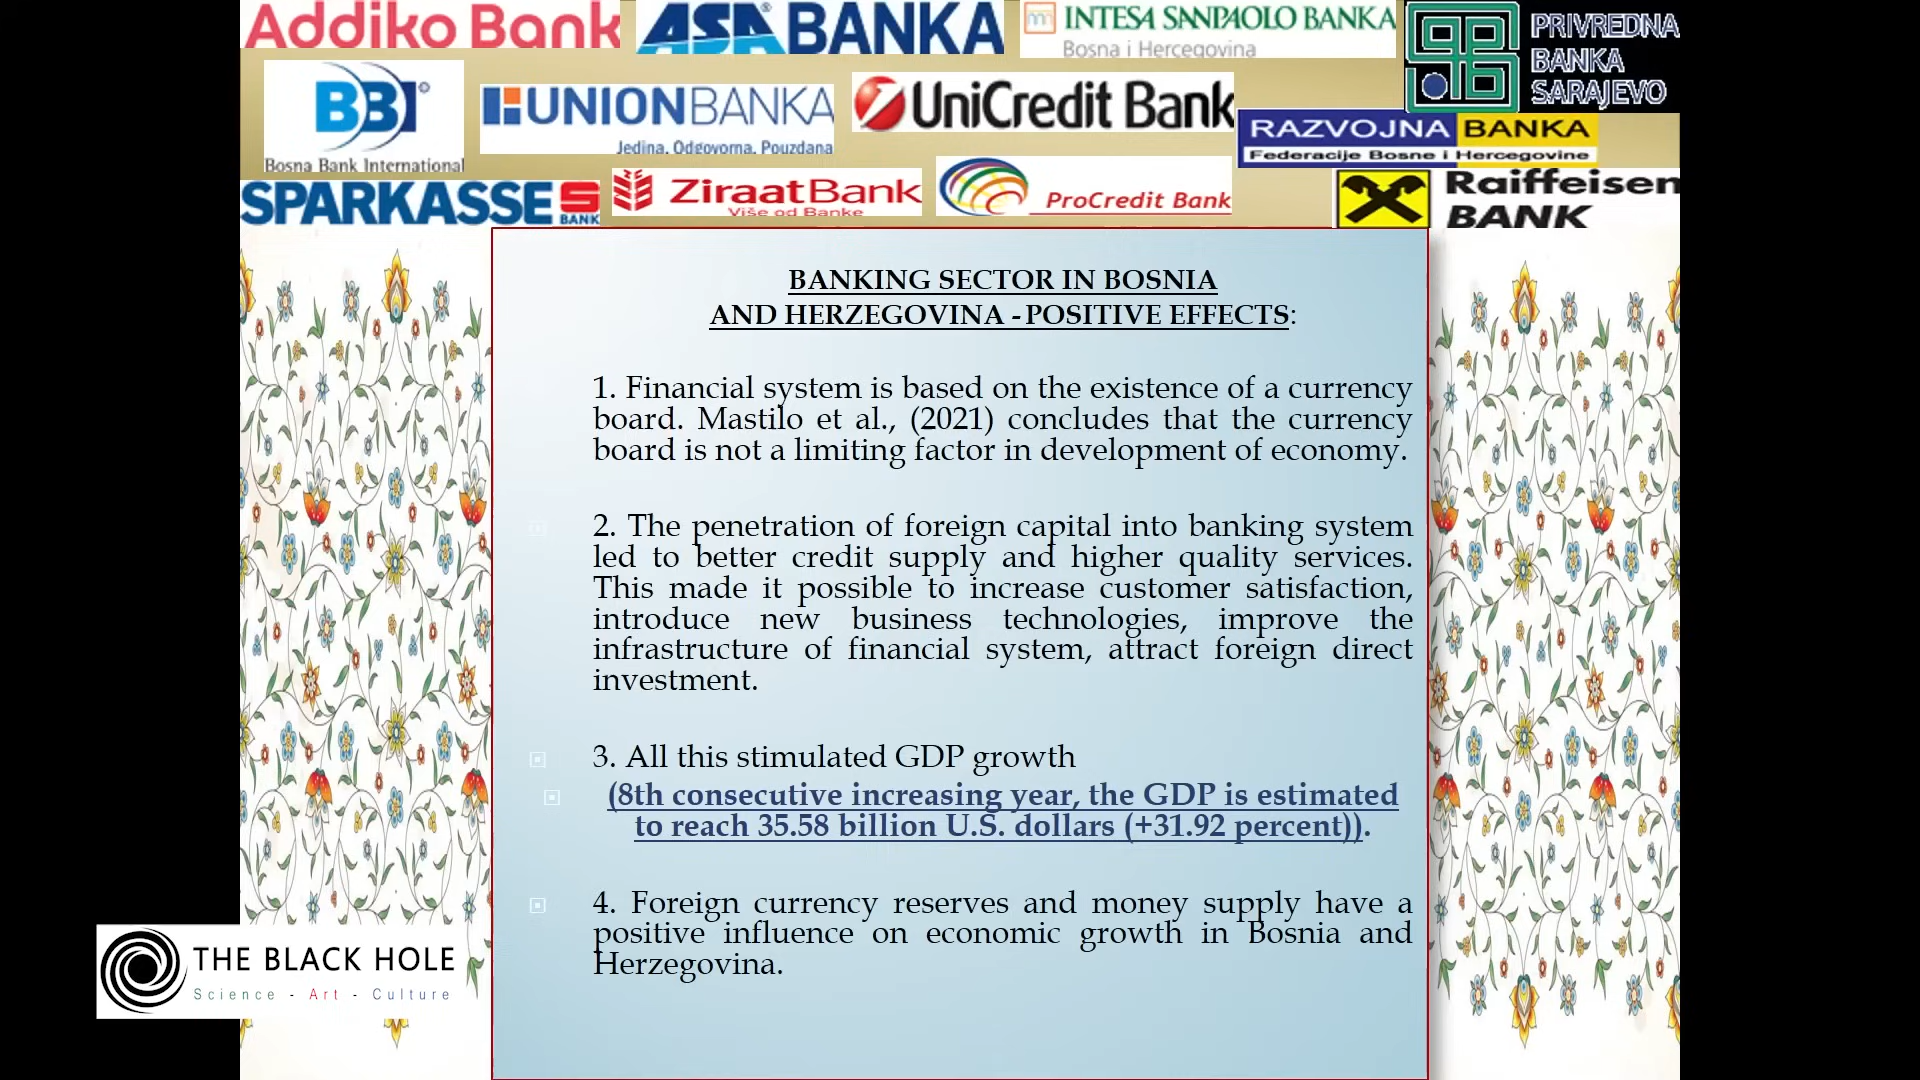 Addiko Bank
ASA BANKA
INTESA SANPAOLO BANKA
Bosna i Hercegovina
PRIVREDNA
BANKA
SARAJEVO
BBI
Bosna Bank International
UNION BANKA
Jedina, Odgovorna, Pouzdana
UniCredit Bank
RAZVOJNA BANKA
Federacije Bosne i Hercegovine
SPARKASSE
BANK
ZiraatBank
Više od Banke
ProCredit Bank
Raiffeisen
BANK
BANKING SECTOR IN BOSNIA
AND HERZEGOVINA - POSITIVE EFFECTS:
1. Financial system is based on the existence of a currency
board. Mastilo et al., (2021) concludes that the currency
board is not a limiting factor in development of economy.
2. The penetration of foreign capital into banking system
led to better credit supply and higher quality services.
This made it possible to increase customer satisfaction,
introduce new business technologies, improve the
infrastructure of financial system, attract foreign direct
investment.
3. All this stimulated GDP growth
(8th consecutive increasing year, the GDP is estimated
to reach 35.58 billion U.S. dollars (+31.92 percent)).
4. Foreign currency reserves and money supply have a
positive influence on economic growth in Bosnia and
Herzegovina.
THE BLACK HOLE
Science - Art - Culture